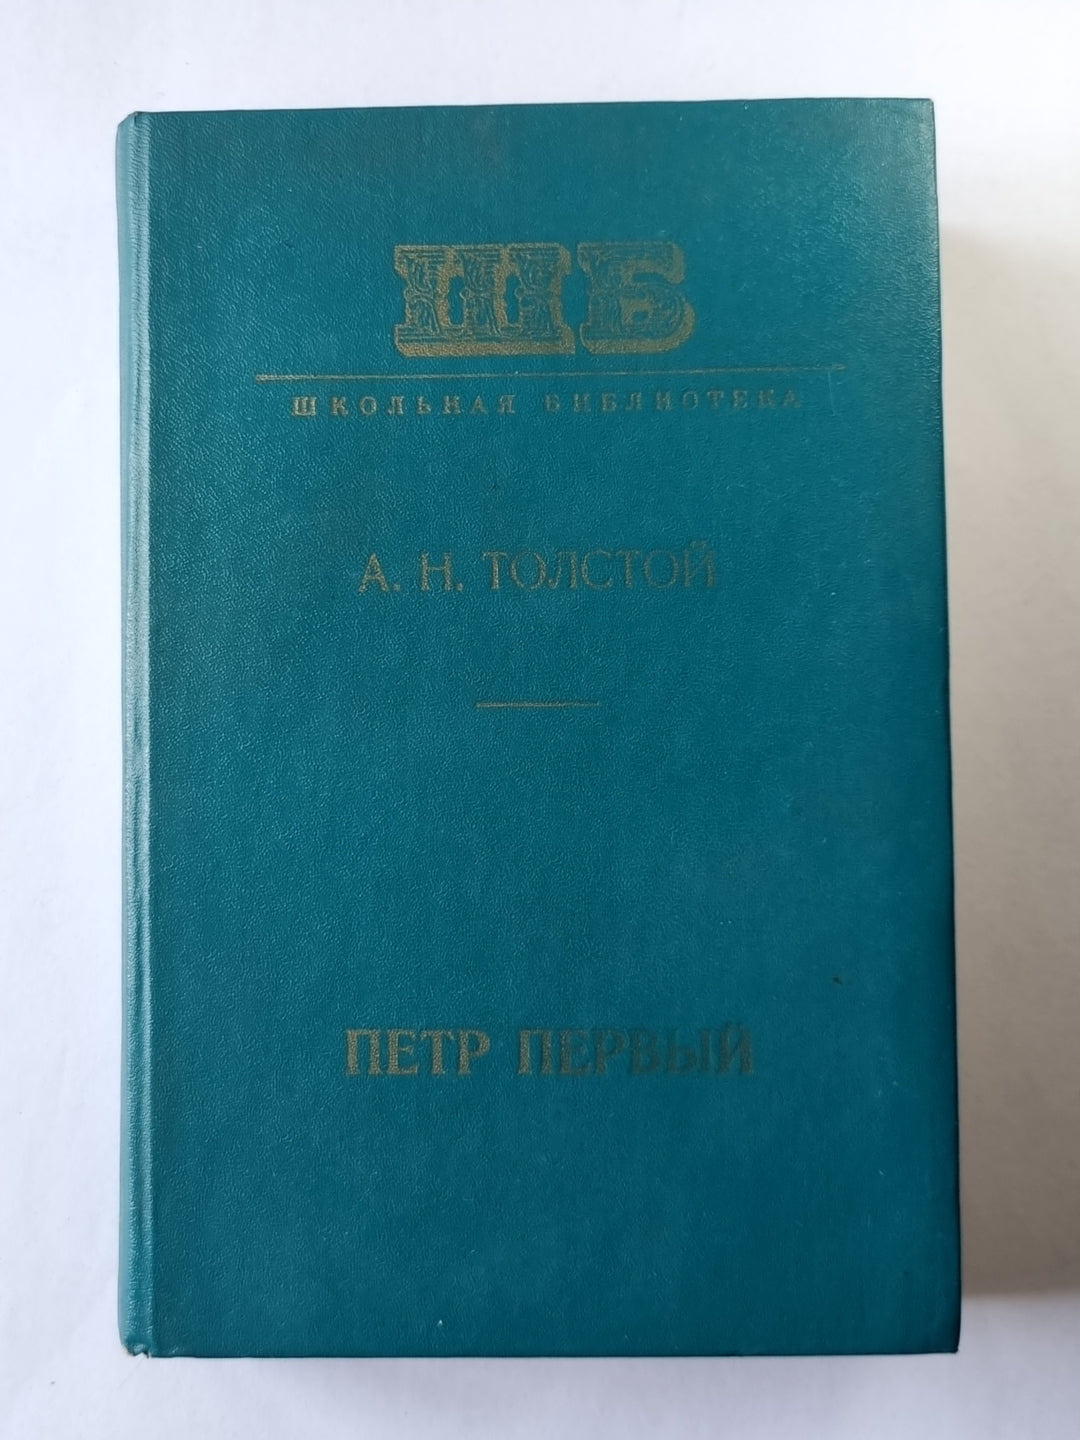 ШБ
ШКОЛЬНАЯ БИБЛИОТЕКА
А. Н. ТОЛСТОЙ
ПЕТР ПЕРВЫЙ